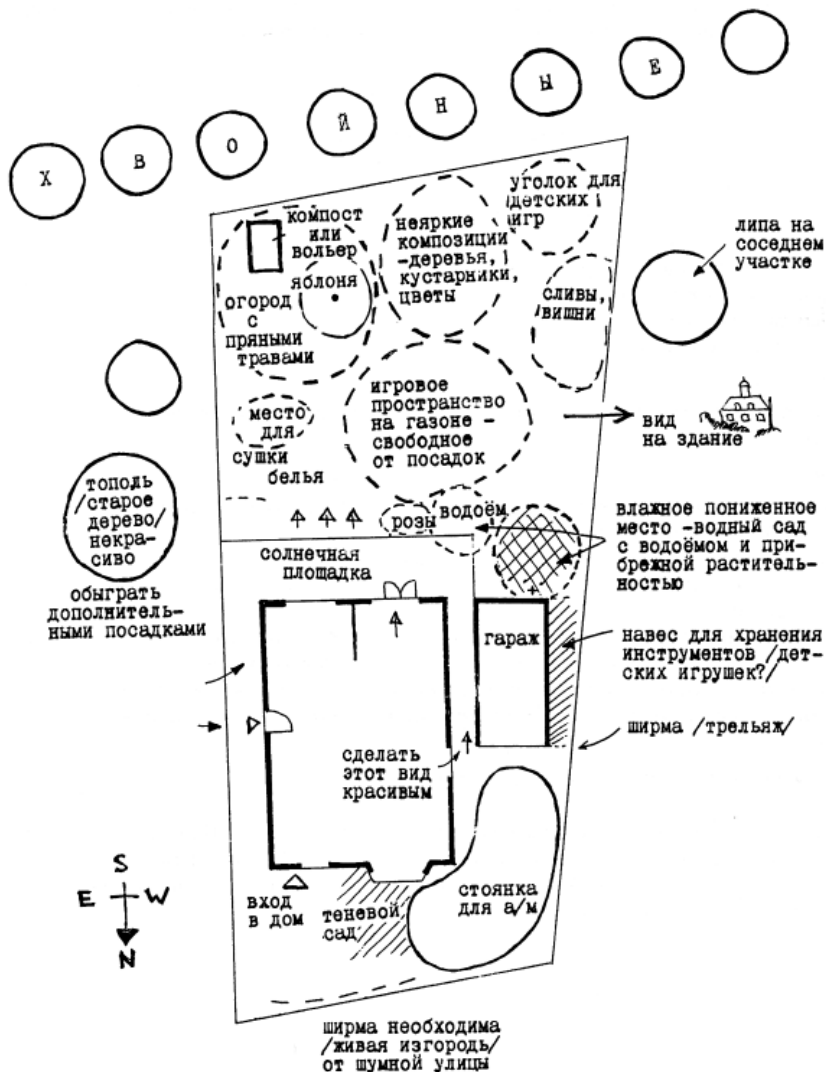 Х В О Й Н Ы Е
уголок для
детских
игр
компост
или
вольер
неяркие
композиции
-деревья,
кустарники,
цветы
липа на
соседнем
участке
яблоня
огород
с
пряными
травами
сливы,
вишни
игровое
пространство
на газоне -
свободное
от посадок
место
для
сушки
белья
вид
на здание
тополь
/старое
дерево/
некра-
сиво
обыграть
дополнитель-
ными посадками
розы
водоём
влажное пониженное
место -водный сад
с водоёмом и при-
брежной раститель-
ностью
солнечная
площадка
гараж
навес для хранения
инструментов /дет-
ских игрушек?/
ширма /трельяж/
сделать
этот вид
красивым
S
E W
N
вход
в дом
теневой
сад
стоянка
для а/м
ширма необходима
/живая изгородь/
от шумной улицы